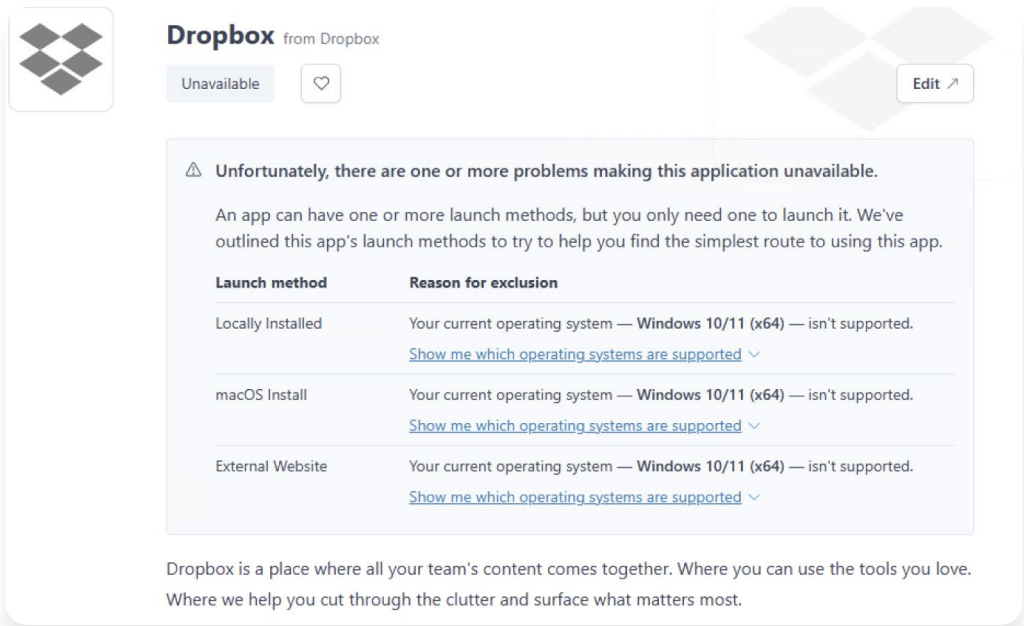 Dropbox from Dropbox
Unavailable
Edit ↗
Unfortunately, there are one or more problems making this application unavailable.
An app can have one or more launch methods, but you only need one to launch it. We've
outlined this app's launch methods to try to help you find the simplest route to using this app.
Launch method Reason for exclusion
Locally Installed Your current operating system — Windows 10/11 (x64) — isn't supported.
Show me which operating systems are supported
macOS Install Your current operating system — Windows 10/11 (x64) — isn't supported.
Show me which operating systems are supported
External Website Your current operating system — Windows 10/11 (x64) — isn't supported.
Show me which operating systems are supported
Dropbox is a place where all your team's content comes together. Where you can use the tools you love.
Where we help you cut through the clutter and surface what matters most.